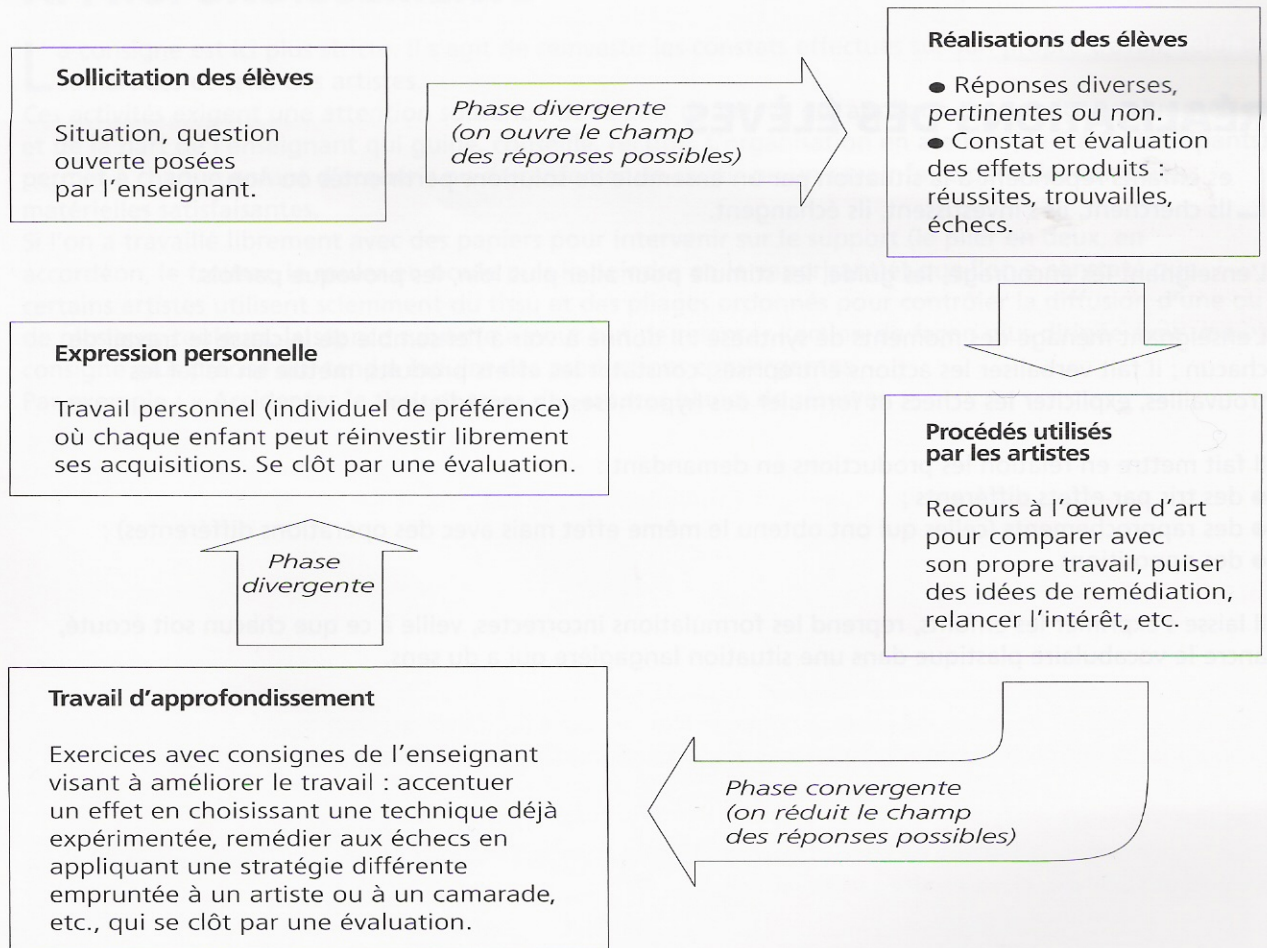 Sollicitation des élèves
Situation, question
ouverte posées
par l’enseignant.
Phase divergente
(on ouvre le champ
des réponses possibles)
Réalisations des élèves
● Réponses diverses,
pertinentes ou non.
● Constat et évaluation
des effets produits :
réussites, trouvailles,
échecs.
Procédés utilisés
par les artistes
Recours à l’œuvre d’art
pour comparer avec
son propre travail, puiser
des idées de remédiation,
relancer l’intérêt, etc.
Phase convergente
(on réduit le champ
des réponses possibles)
Travail d’approfondissement
Exercices avec consignes de l’enseignant
visant à améliorer le travail : accentuer
un effet en choisissant une technique déjà
expérimentée, remédier aux échecs en
appliquant une stratégie différente
empruntée à un artiste ou à un camarade,
etc., qui se clôt par une évaluation.
Phase
divergente
Expression personnelle
Travail personnel (individuel de préférence)
où chaque enfant peut réinvestir librement
ses acquisitions. Se clôt par une évaluation.